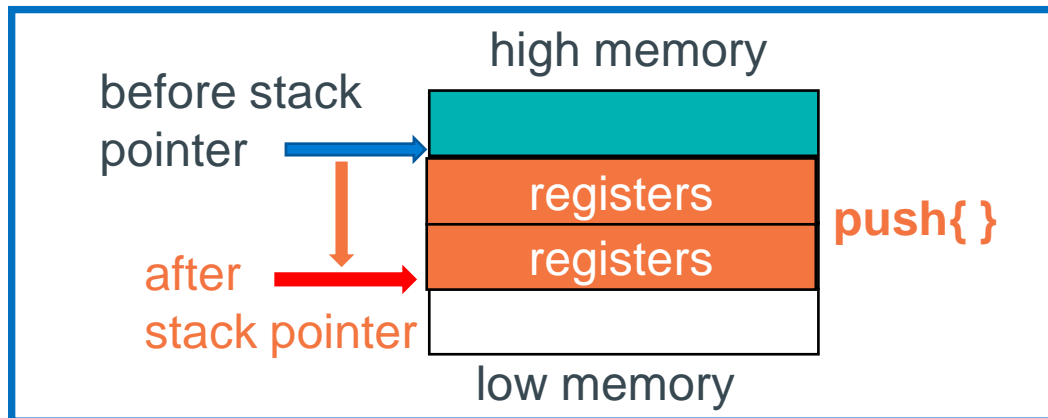 high memory
before stack
pointer
registers
registers
push{ }
after
stack pointer
low memory